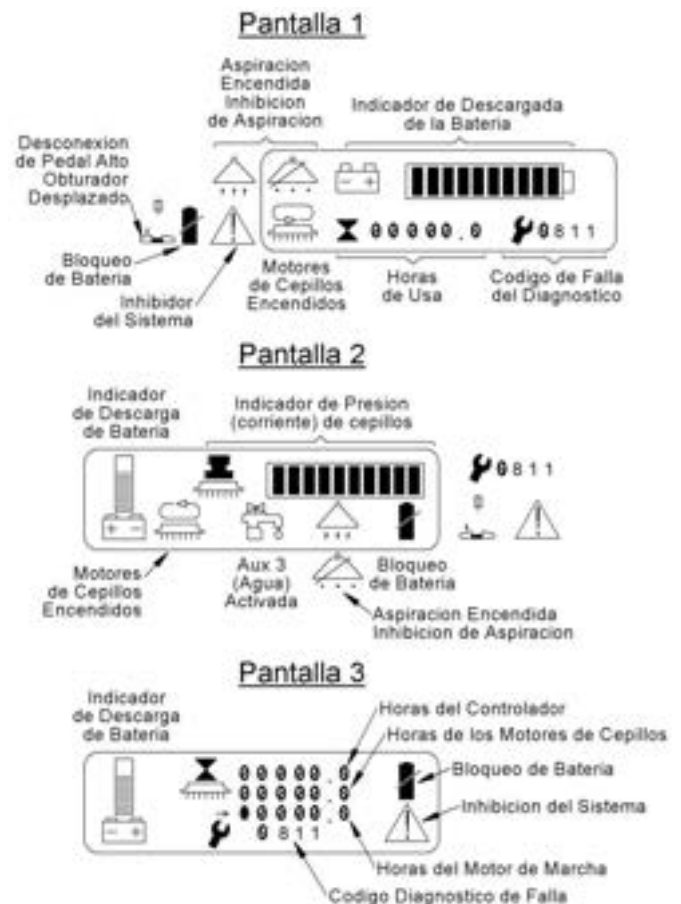 Pantalla 1
Aspiracion
Encendida
Inhibicion
de Aspiracion
Indicador de Descargada
de la Bateria
Desconexion
de Pedal Alto
Obturador
Desplazado
00000.0
0811
Bloqueo
de Bateria
Inhibidor
del Sistema
Motores
de Cepillos
Encendidos
Horas
de Usa
Codigo de Falla
del Diagnostico
Pantalla 2
Indicador
de Descarga
de Bateria
Indicador de Presion
(corriente) de cepillos
0811
Motores
de Cepillos
Encendidos
Aux 3
(Agua)
Activada
Bloqueo
de Bateria
Aspiracion Encendida
Inhibicion de Aspiracion
Pantalla 3
Indicador
de Descarga
de Bateria
Horas del Controlador
Horas de los Motores de Cepillos
Bloqueo de Bateria
Inhibicion del Sistema
00000.0
00000.0
00000.0
0811
Horas del Motor de Marcha
Codigo Diagnostico de Falla